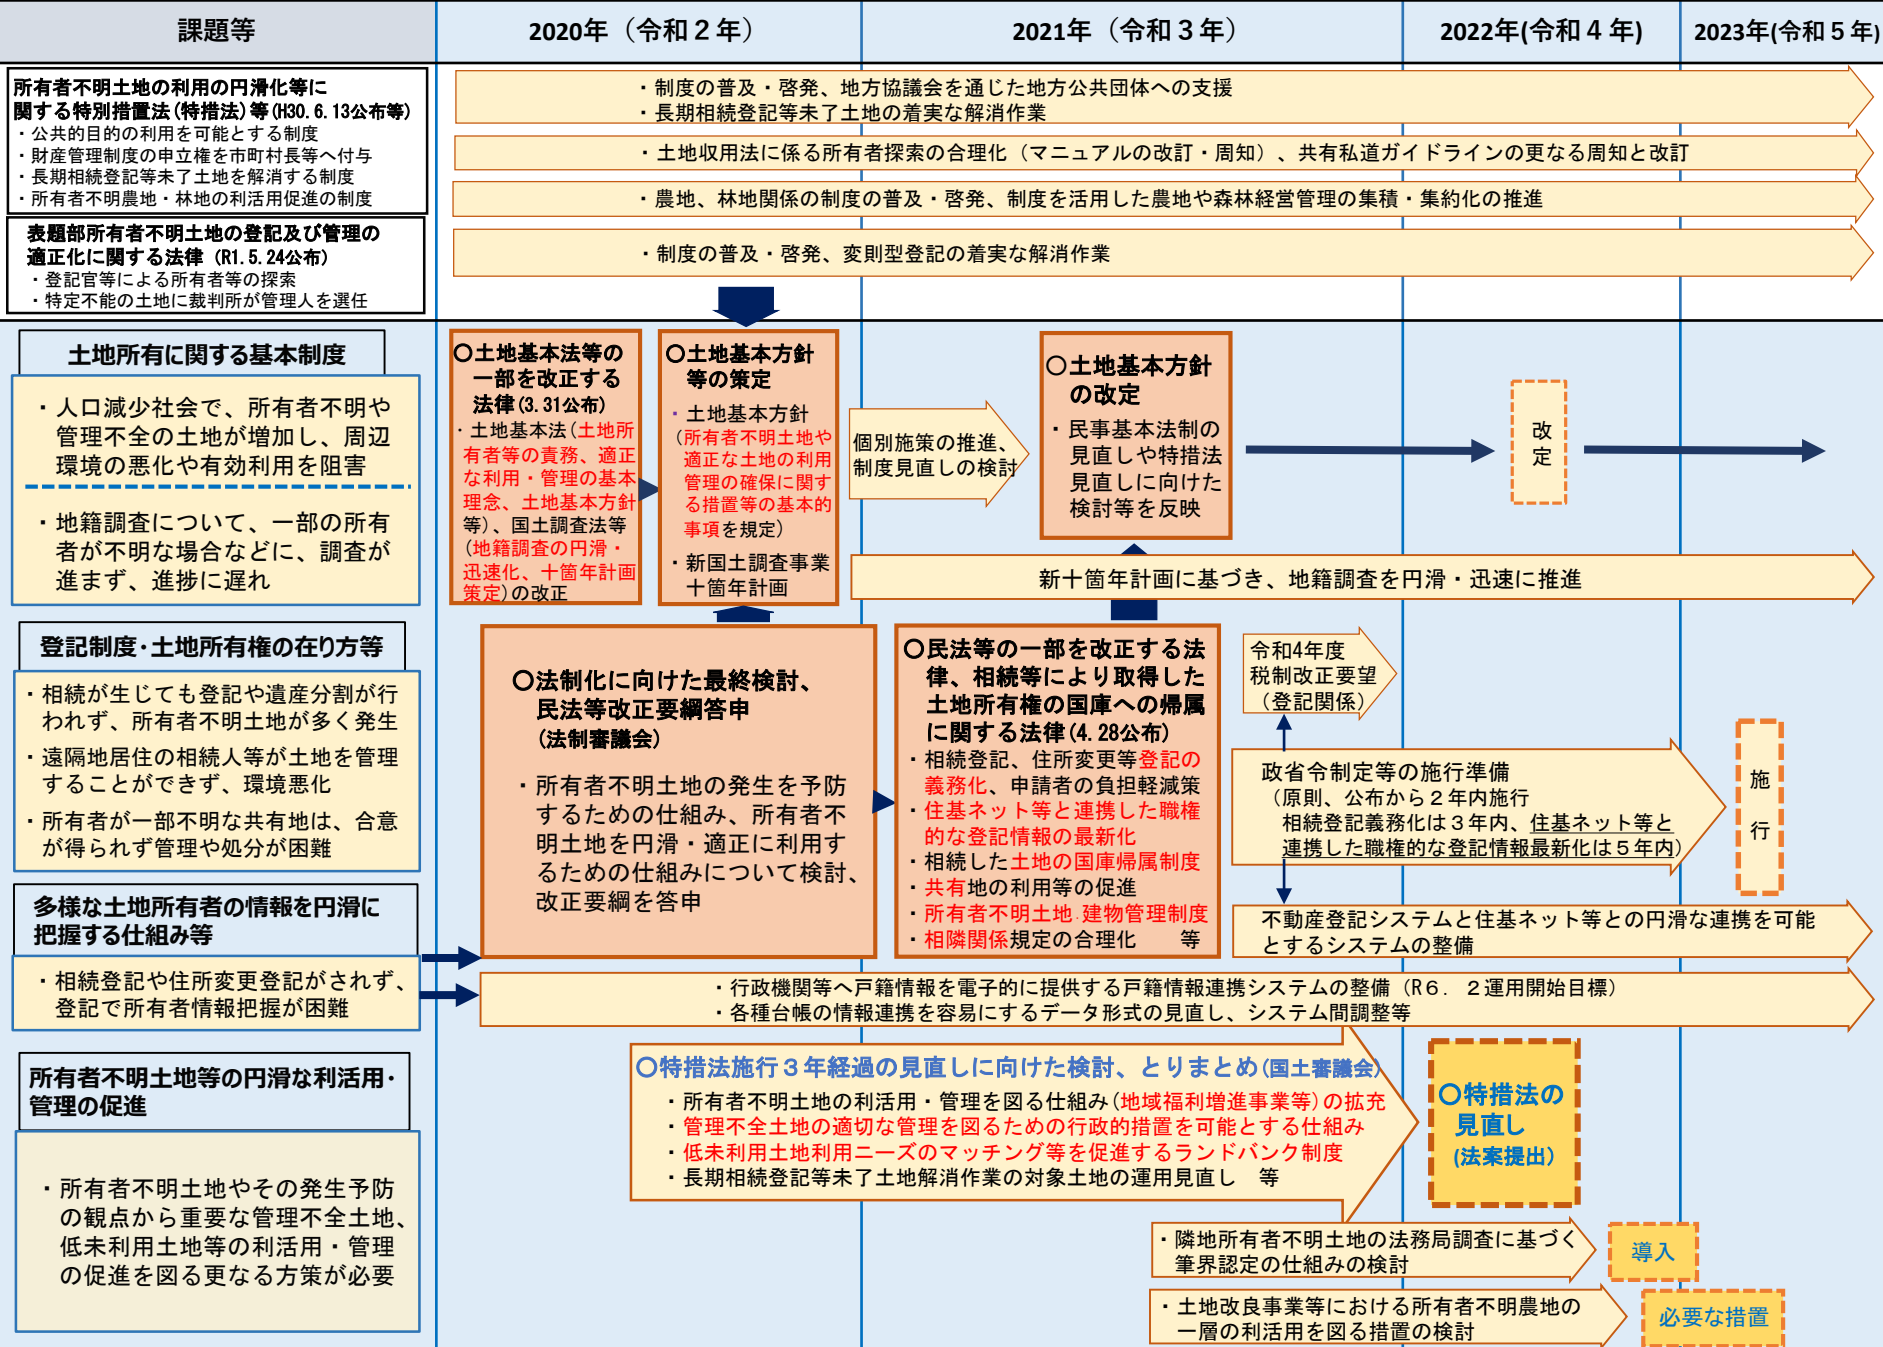 課題等
2020年（令和２年）
2021年（令和３年）
2022年(令和４年)
2023年(令和５年)
所有者不明土地の利用の円滑化等に
関する特別措置法(特措法)等(H30.6.13公布等)
・公共的目的の利用を可能とする制度
・財産管理制度の申立権を市町村長等へ付与
・長期相続登記等未了土地を解消する制度
・所有者不明農地・林地の利活用促進の制度
・制度の普及・啓発、地方協議会を通じた地方公共団体への支援
・長期相続登記等未了土地の着実な解消作業
・土地収用法に係る所有者探索の合理化（マニュアルの改訂・周知）、共有私道ガイドラインの更なる周知と改訂
・農地、林地関係の制度の普及・啓発、制度を活用した農地や森林経営管理の集積・集約化の推進
表題部所有者不明土地の登記及び管理の
適正化に関する法律（R1.5.24公布）
・登記官等による所有者等の探索
・特定不能の土地に裁判所が管理人を選任
・制度の普及・啓発、変則型登記の着実な解消作業
土地所有に関する基本制度
・人口減少社会で、所有者不明や
管理不全の土地が増加し、周辺
環境の悪化や有効利用を阻害
・地籍調査について、一部の所有
者が不明な場合などに、調査が
進まず、進捗に遅れ
〇土地基本法等の
一部を改正する
法律(3.31公布)
・土地基本法(土地所
有者等の責務、適正
な利用・管理の基本
理念、土地基本方針
等)、国土調査法等
(地籍調査の円滑・
迅速化、十箇年計画
策定)の改正
〇土地基本方針
等の策定
・土地基本方針
(所有者不明土地や
適正な土地の利用
管理の確保に関す
る措置等の基本的
事項を規定)
・新国土調査事業
十箇年計画
個別施策の推進、
制度見直しの検討
〇土地基本方針
の改定
・民事基本法制の
見直しや特措法
見直しに向けた
検討等を反映
改
定
新十箇年計画に基づき、地籍調査を円滑・迅速に推進
登記制度・土地所有権の在り方等
・相続が生じても登記や遺産分割が行
われず、所有者不明土地が多く発生
・遠隔地居住の相続人等が土地を管理
することができず、環境悪化
・所有者が一部不明な共有地は、合意
が得られず管理や処分が困難
〇法制化に向けた最終検討、
民法等改正要綱答申
(法制審議会)
・所有者不明土地の発生を予防
するための仕組み、所有者不
明土地を円滑・適正に利用す
るための仕組みについて検討、
改正要綱を答申
〇民法等の一部を改正する法
律、相続等により取得した
土地所有権の国庫への帰属
に関する法律(4.28公布)
・相続登記、住所変更等登記の
義務化、申請者の負担軽減策
・住基ネット等と連携した職権
的な登記情報の最新化
・相続した土地の国庫帰属制度
・共有地の利用等の促進
・所有者不明土地・建物管理制度
・相隣関係規定の合理化　　等
令和4年度
税制改正要望
（登記関係）
政省令制定等の施行準備
（原則、公布から２年内施行
相続登記義務化は３年内、住基ネット等と
連携した職権的な登記情報最新化は５年内）
施
行
不動産登記システムと住基ネット等との円滑な連携を可能
とするシステムの整備
多様な土地所有者の情報を円滑に
把握する仕組み等
・相続登記や住所変更登記がされず、
登記で所有者情報把握が困難
・行政機関等へ戸籍情報を電子的に提供する戸籍情報連携システムの整備（R６．２運用開始目標）
・各種台帳の情報連携を容易にするデータ形式の見直し、システム間調整等
所有者不明土地等の円滑な利活用・
管理の促進
・所有者不明土地やその発生予防
の観点から重要な管理不全土地、
低未利用土地等の利活用・管理
の促進を図る更なる方策が必要
〇特措法施行３年経過の見直しに向けた検討、とりまとめ(国土審議会)
・所有者不明土地の利活用・管理を図る仕組み(地域福利増進事業等)の拡充
・管理不全土地の適切な管理を図るための行政的措置を可能とする仕組み
・低未利用土地利用ニーズのマッチング等を促進するランドバンク制度
・長期相続登記等未了土地解消作業の対象土地の運用見直し　等
〇特措法の
見直し
(法案提出)
・隣地所有者不明土地の法務局調査に基づく
筆界認定の仕組みの検討
導入
・土地改良事業等における所有者不明農地の
一層の利活用を図る措置の検討
必要な措置